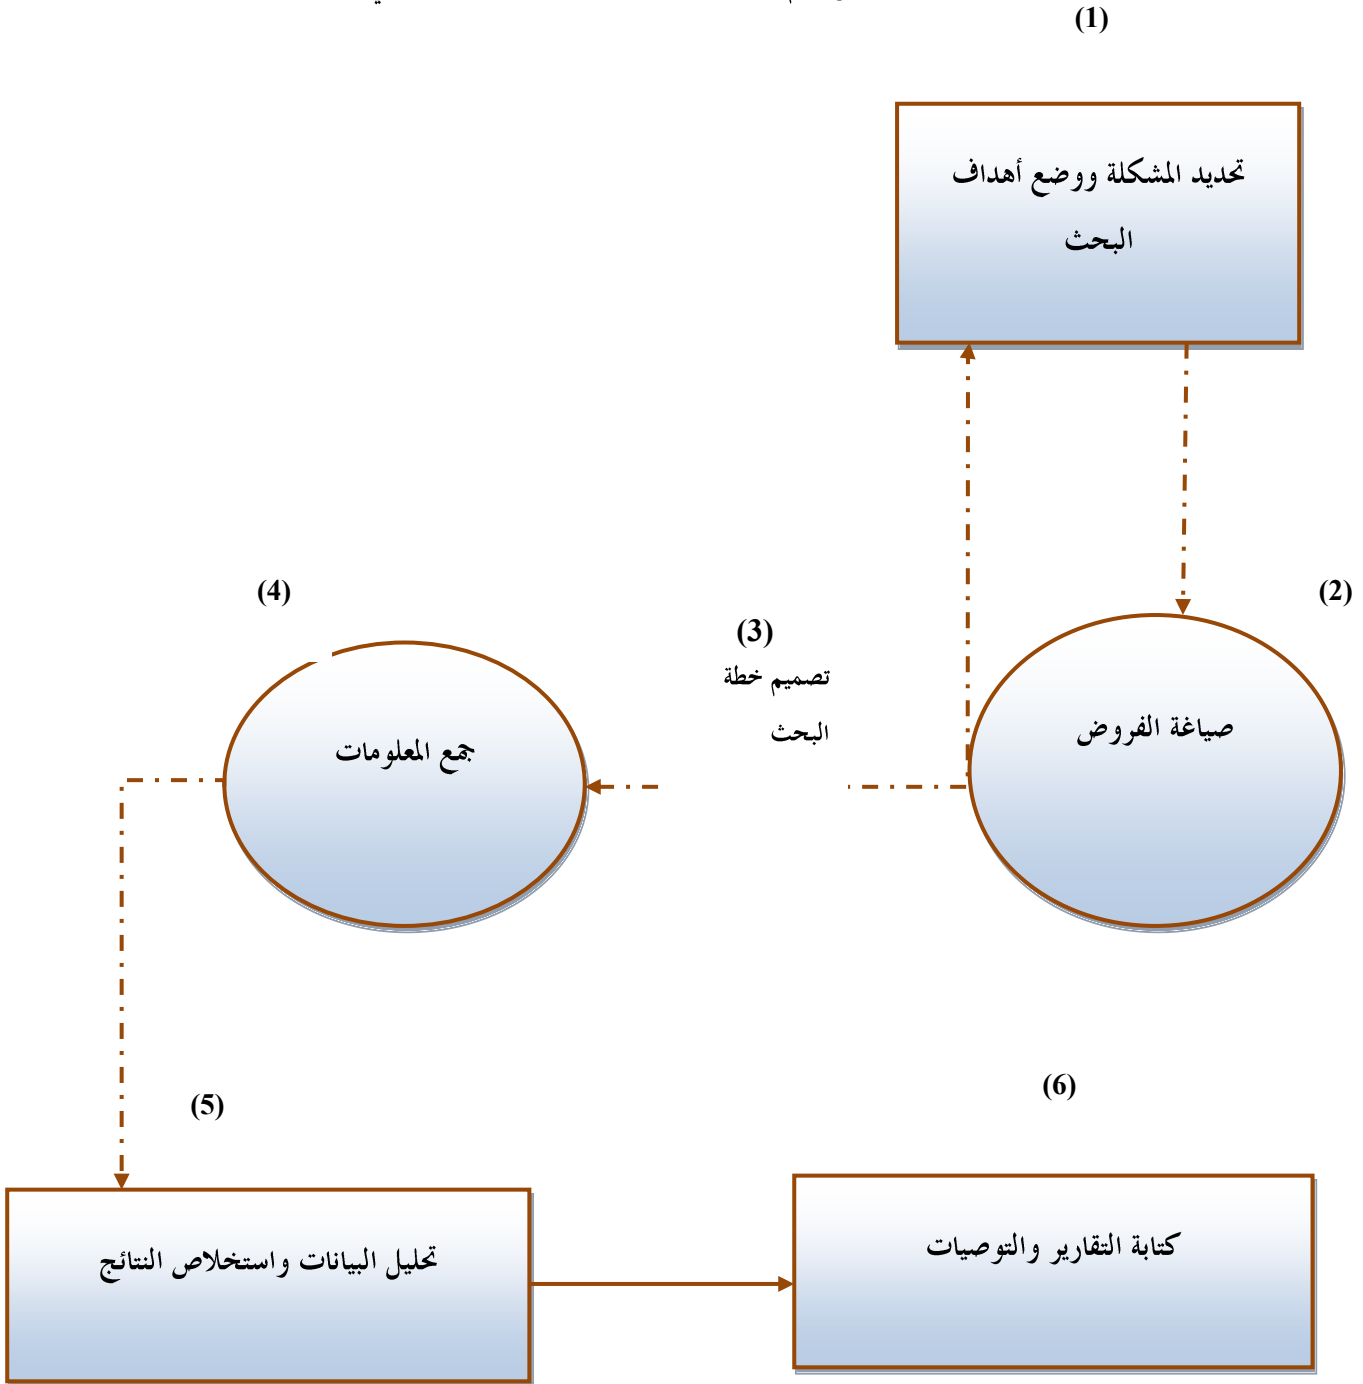 (1)
تحديد المشكلة ووضع أهداف
البحث
(2)
صياغة الفروض
(3)
تصميم خطة
البحث
(4)
جمع المعلومات
(5)
تحليل البيانات واستخلاص النتائج
(6)
كتابة التقارير والتوصيات